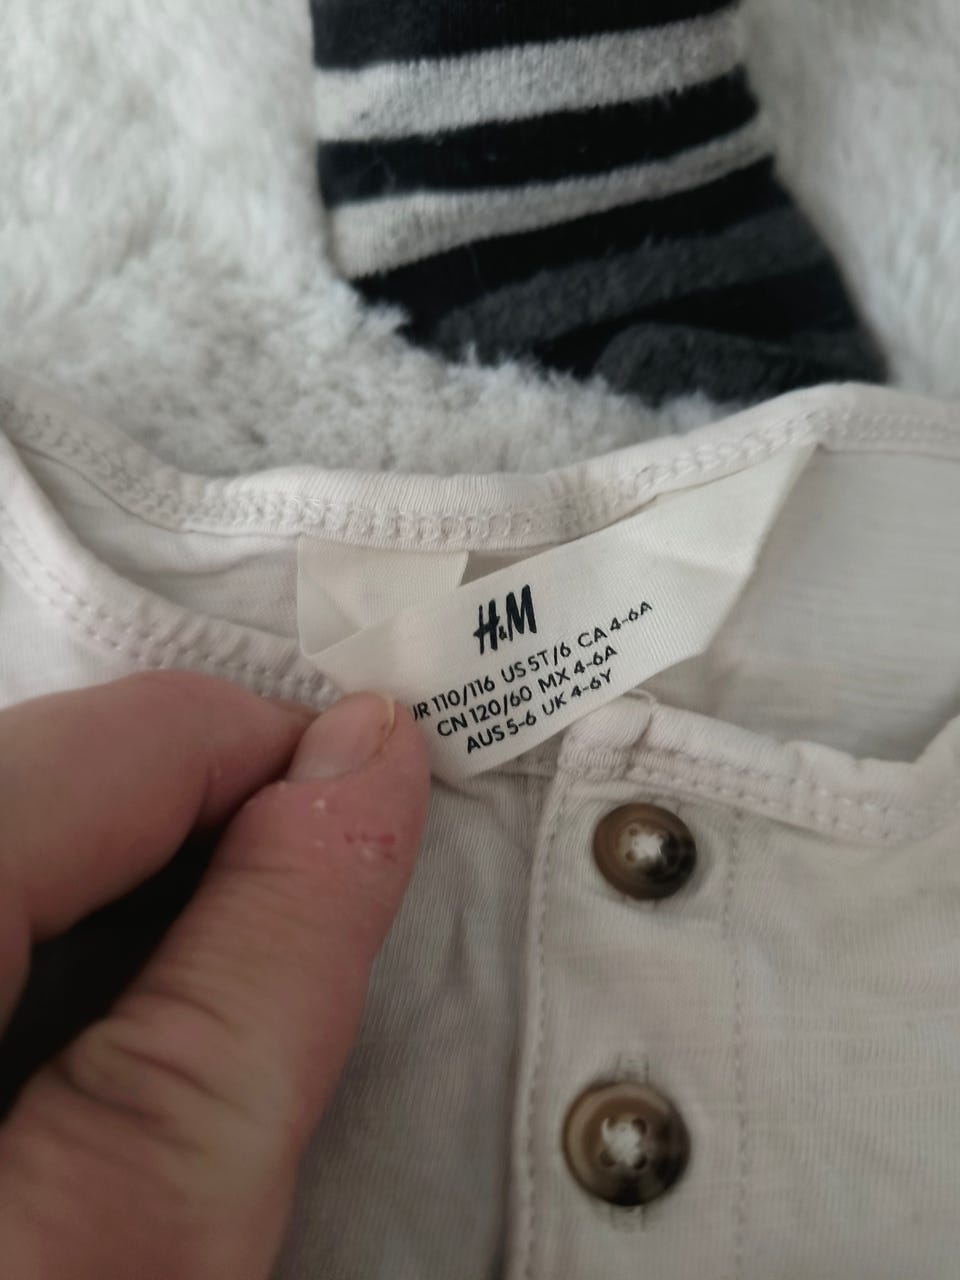 H&M
UR 110/116 US 5T/6 CA 4-6A
CN 120/60 MX 4-6A
AUS 5-6 UK 4-6Y